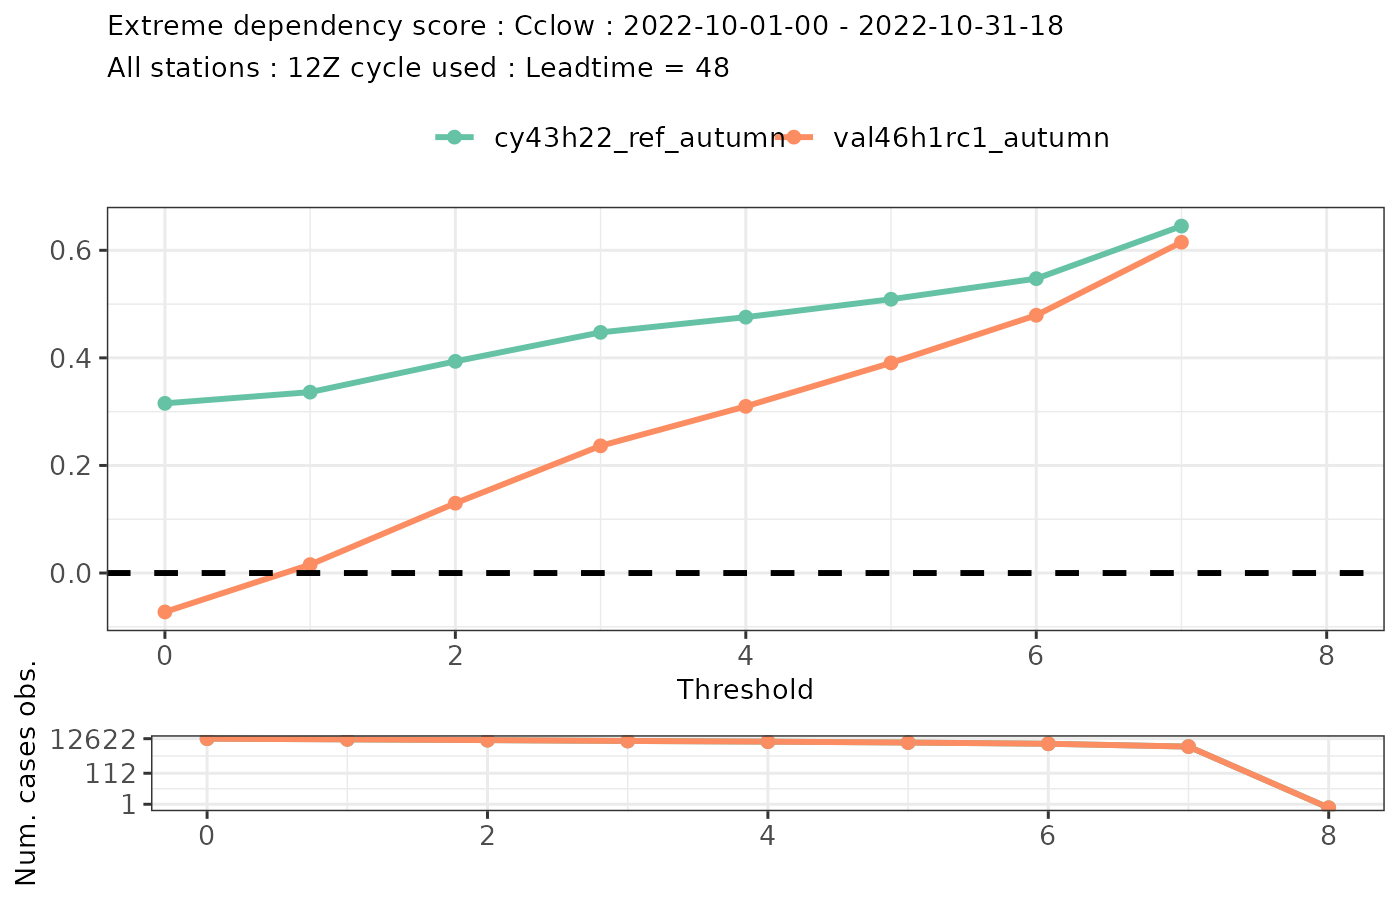 Extreme dependency score : Cclow : 2022-10-01-00 - 2022-10-31-18
All stations : 12Z cycle used : Leadtime = 48
cy43h22_ref_autumn val46h1rc1_autumn
0.6
0.4
0.2
0.0
0 2 4 6 8
Threshold
Num. cases obs.
12622
112
1
0 2 4 6 8